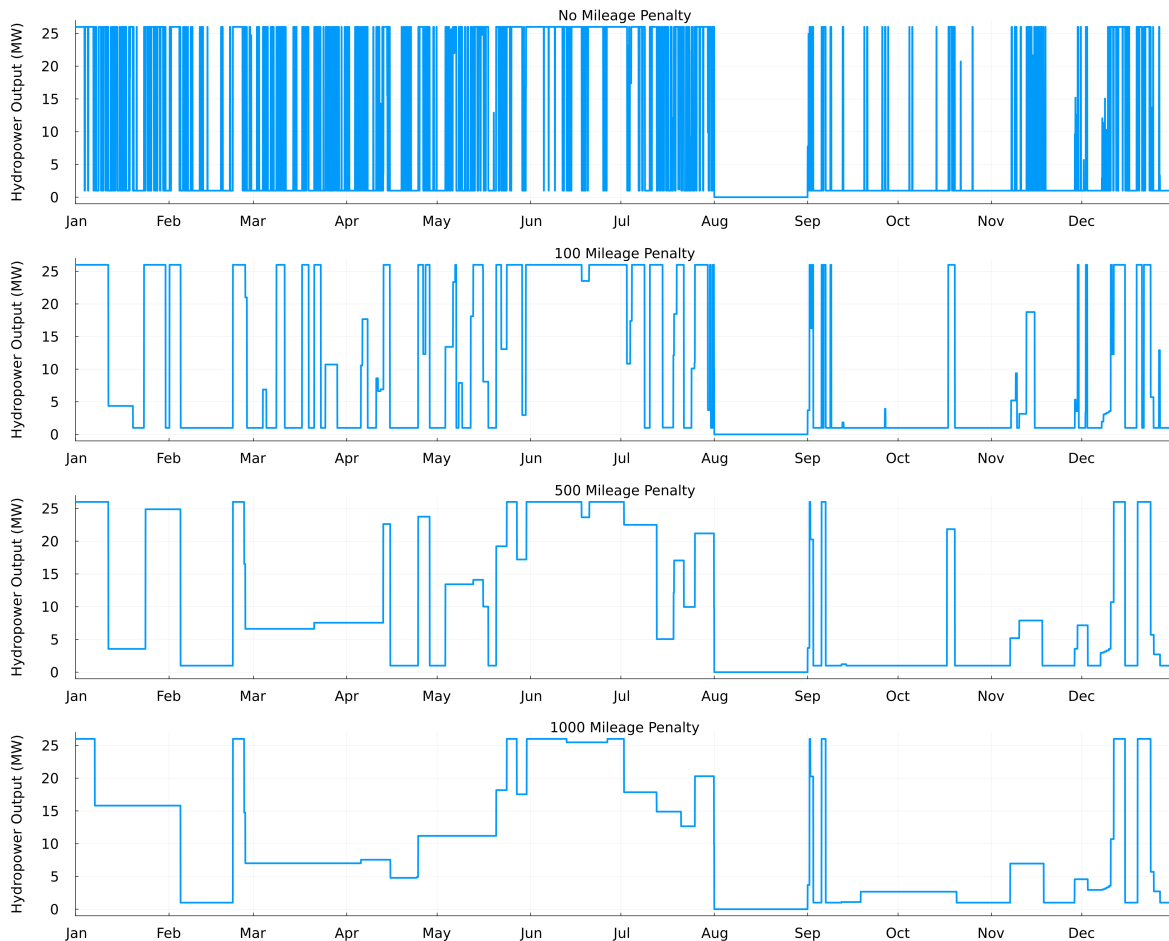 No Mileage Penalty
Hydropower Output (MW)
25
20
15
10
5
0
Jan Feb Mar Apr May Jun Jul Aug Sep Oct Nov Dec
100 Mileage Penalty
Hydropower Output (MW)
25
20
15
10
5
0
Jan Feb Mar Apr May Jun Jul Aug Sep Oct Nov Dec
500 Mileage Penalty
Hydropower Output (MW)
25
20
15
10
5
0
Jan Feb Mar Apr May Jun Jul Aug Sep Oct Nov Dec
1000 Mileage Penalty
Hydropower Output (MW)
25
20
15
10
5
0
Jan Feb Mar Apr May Jun Jul Aug Sep Oct Nov Dec